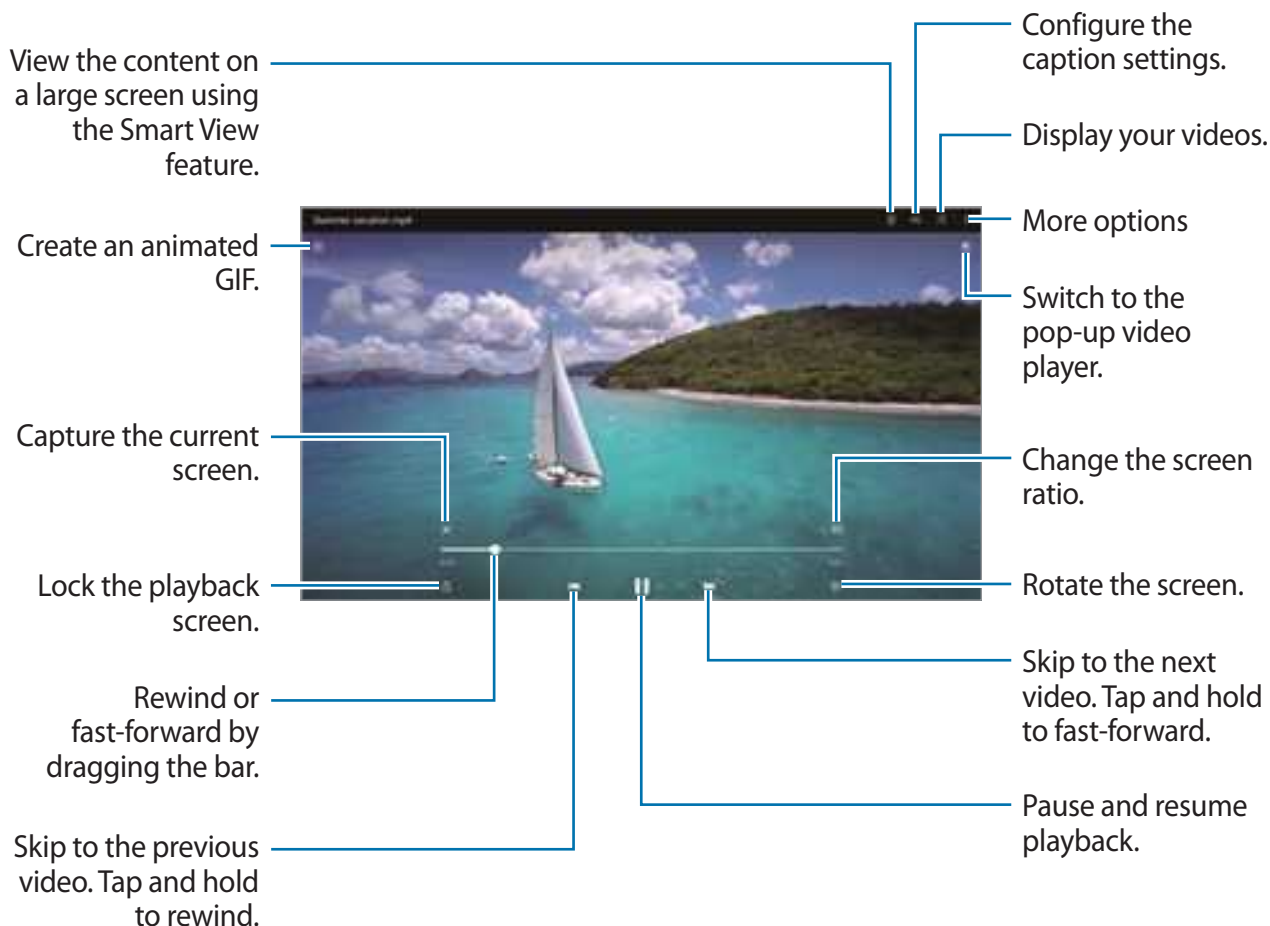 View the content on
a large screen using
the Smart View
feature.
Create an animated
GIF.
Capture the current
screen.
Lock the playback
screen.
Rewind or
fast-forward by
dragging the bar.
Skip to the previous
video. Tap and hold
to rewind.
Configure the
caption settings.
Display your videos.
More options
Switch to the
pop-up video
player.
Change the screen
ratio.
Rotate the screen.
Skip to the next
video. Tap and hold
to fast-forward.
Pause and resume
playback.